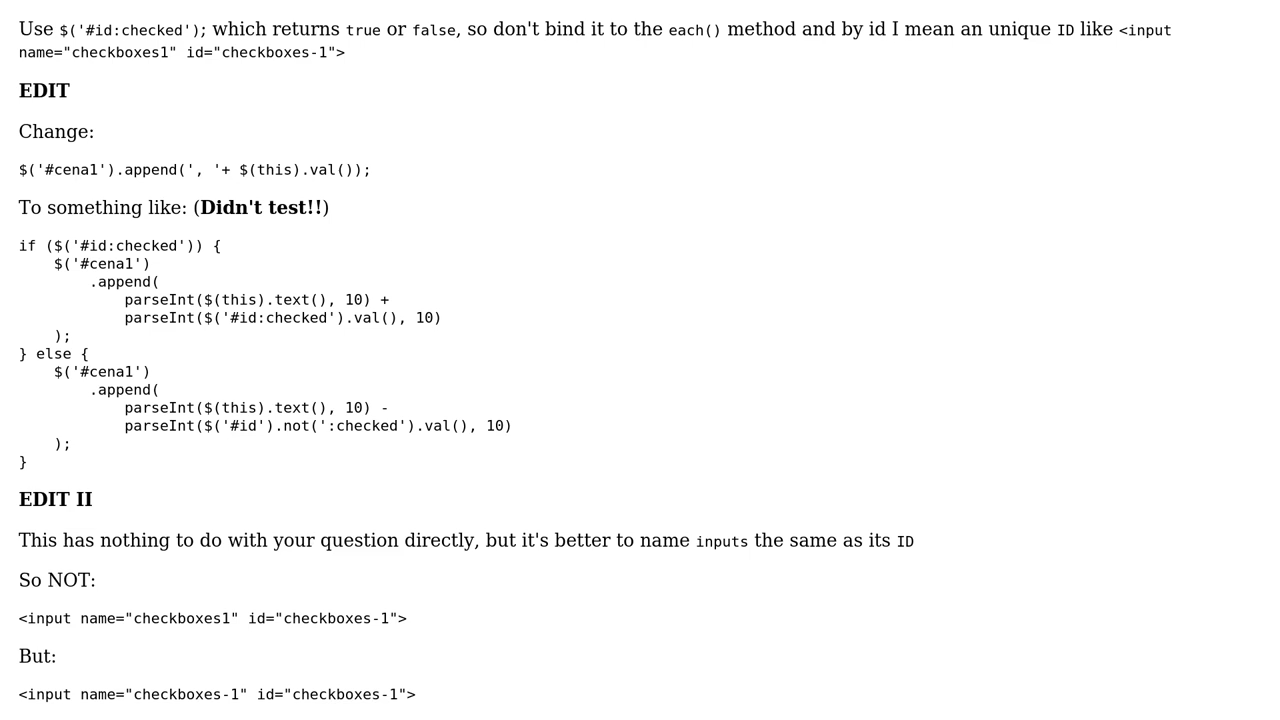 Use $('#id:checked'); which returns true or false, so don't bind it to the each() method and by id I mean an unique ID like <input
name="checkboxes1" id="checkboxes-1">
EDIT
Change:
$('#cena1').append(', '+ $(this).val());
To something like: (Didn't test!!)
if ($('#id:checked')) {
    $('#cena1')
        .append(
            parseInt($(this).text(), 10) +
            parseInt($('#id:checked').val(), 10)
    );
} else {
    $('#cena1')
        .append(
            parseInt($(this).text(), 10) -
            parseInt($('#id').not(':checked').val(), 10)
    );
}
EDIT II
This has nothing to do with your question directly, but it's better to name inputs the same as its ID
So NOT:
<input name="checkboxes1" id="checkboxes-1">
But:
<input name="checkboxes-1" id="checkboxes-1">